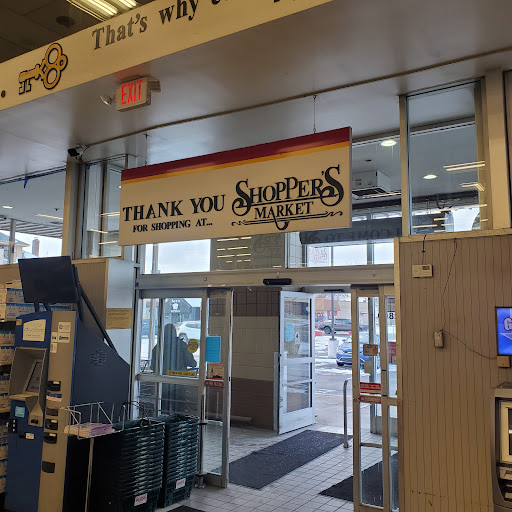 That's why
EXIT
THANK YOU
FOR SHOPPING AT...
SHOPPERS
MARKET